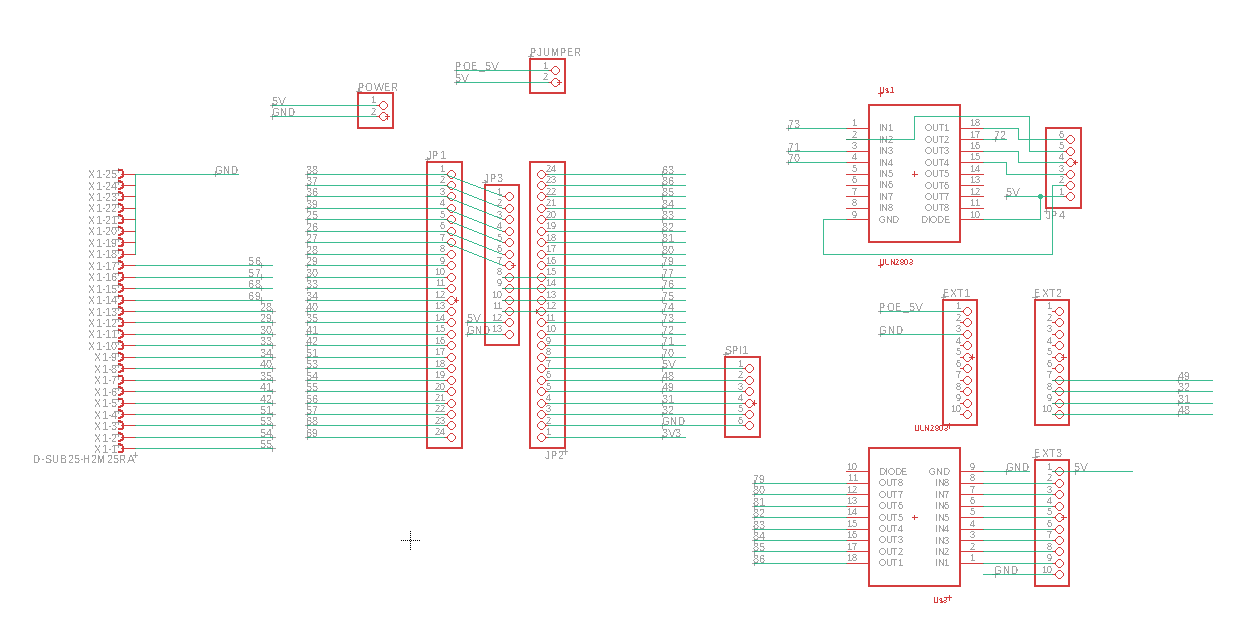 PJUMPER
POE_5V 1
5V 2
POWER
5V 1
GND 2
X1-25 GND
X1-24
X1-23
X1-22
X1-21
X1-20
X1-19
X1-18
X1-17 56
X1-16 57
X1-15 68
X1-14 69
X1-13 28
X1-12 29
X1-11 30
X1-10 33
X1-9 34
X1-8 40
X1-7 35
X1-6 41
X1-5 42
X1-4 51
X1-3 53
X1-2 54
X1-1 55
D-SUB25-H2M25RA
JP1
38 1
37 2
36 3
39 4
25 5
26 6
27 7
28 8
29 9
30 10
33 11
34 12
40 13
35 14
41 15
42 16
51 17
53 18
54 19
55 20
56 21
57 22
68 23
69 24
JP3
1
2
3
4
5
6
7
8
9
10
11
5V 12
GND 13
24 63
23 86
22 85
21 84
20 83
19 82
18 81
17 80
16 79
15 77
14 76
13 75
12 74
11 73
10 72
9 71
8 70
7 5V
6 48
5 49
4 31
3 32
2 GND
1 3V3
JP2
SPI1
1
2
3
4
5
6
73 1 IN1 OUT1 18
2 IN2 OUT2 17 72
71 3 IN3 OUT3 16
70 4 IN4 OUT4 15
5 IN5 OUT5 14
6 IN6 OUT6 13
7 IN7 OUT7 12 5V
8 IN8 OUT8 11
9 GND DIODE 10
ULN2803
6
5
4
3
2
1
JP4
EXT1
POE_5V 1
2
GND 3
4
5
6
7
8
9
10
EXT2
1
2
3
4
5
6
7 49
8 32
9 31
10 48
ULN2803
10 DIODE GND 9 GND
79 11 OUT8 IN8 8
80 12 OUT7 IN7 7
81 13 OUT6 IN6 6
82 14 OUT5 IN5 5
83 15 OUT4 IN4 4
84 16 OUT3 IN3 3
85 17 OUT2 IN2 2
86 18 OUT1 IN1 1
EXT3
1 5V
2
3
4
5
6
7
8
9
GND 10